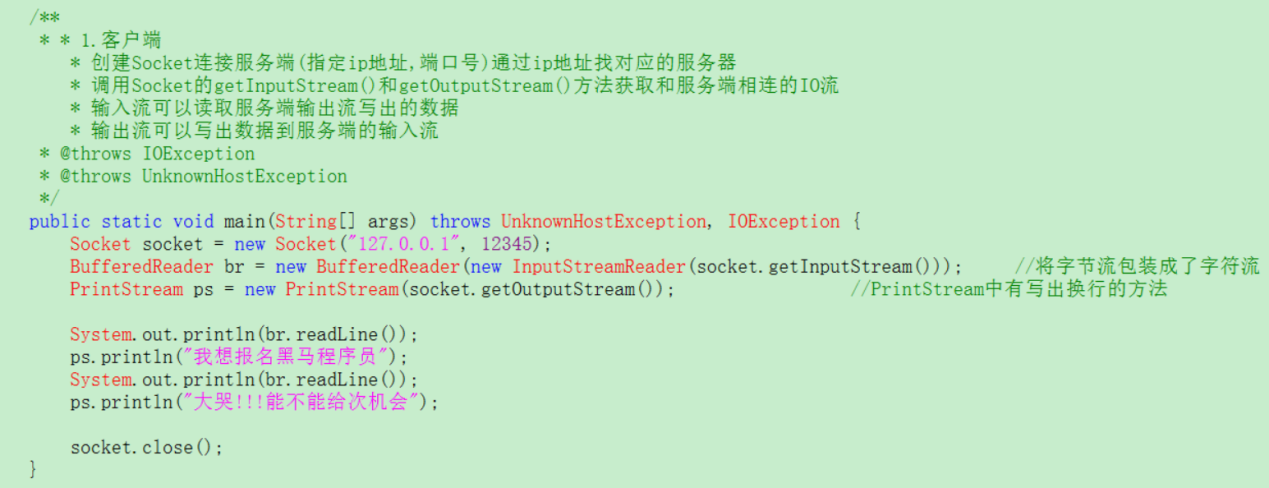 /**
 * * 1.客户端
    * 创建Socket连接服务端(指定ip地址,端口号)通过ip地址找对应的服务器
    * 调用Socket的getInputStream()和getOutputStream()方法获取和服务端相连的IO流
    * 输入流可以读取服务端输出流写出的数据
    * 输出流可以写出数据到服务端的输入流
 * @throws IOException
 * @throws UnknownHostException
 */
public static void main(String[] args) throws UnknownHostException, IOException {
    Socket socket = new Socket("127.0.0.1", 12345);
    BufferedReader br = new BufferedReader(new InputStreamReader(socket.getInputStream()));     //将字节流包装成了字符流
    PrintStream ps = new PrintStream(socket.getOutputStream());                 //PrintStream中有写出换行的方法
    System.out.println(br.readLine());
    ps.println("我想报名黑马程序员");
    System.out.println(br.readLine());
    ps.println("大哭!!!能不能给次机会");
    socket.close();
}